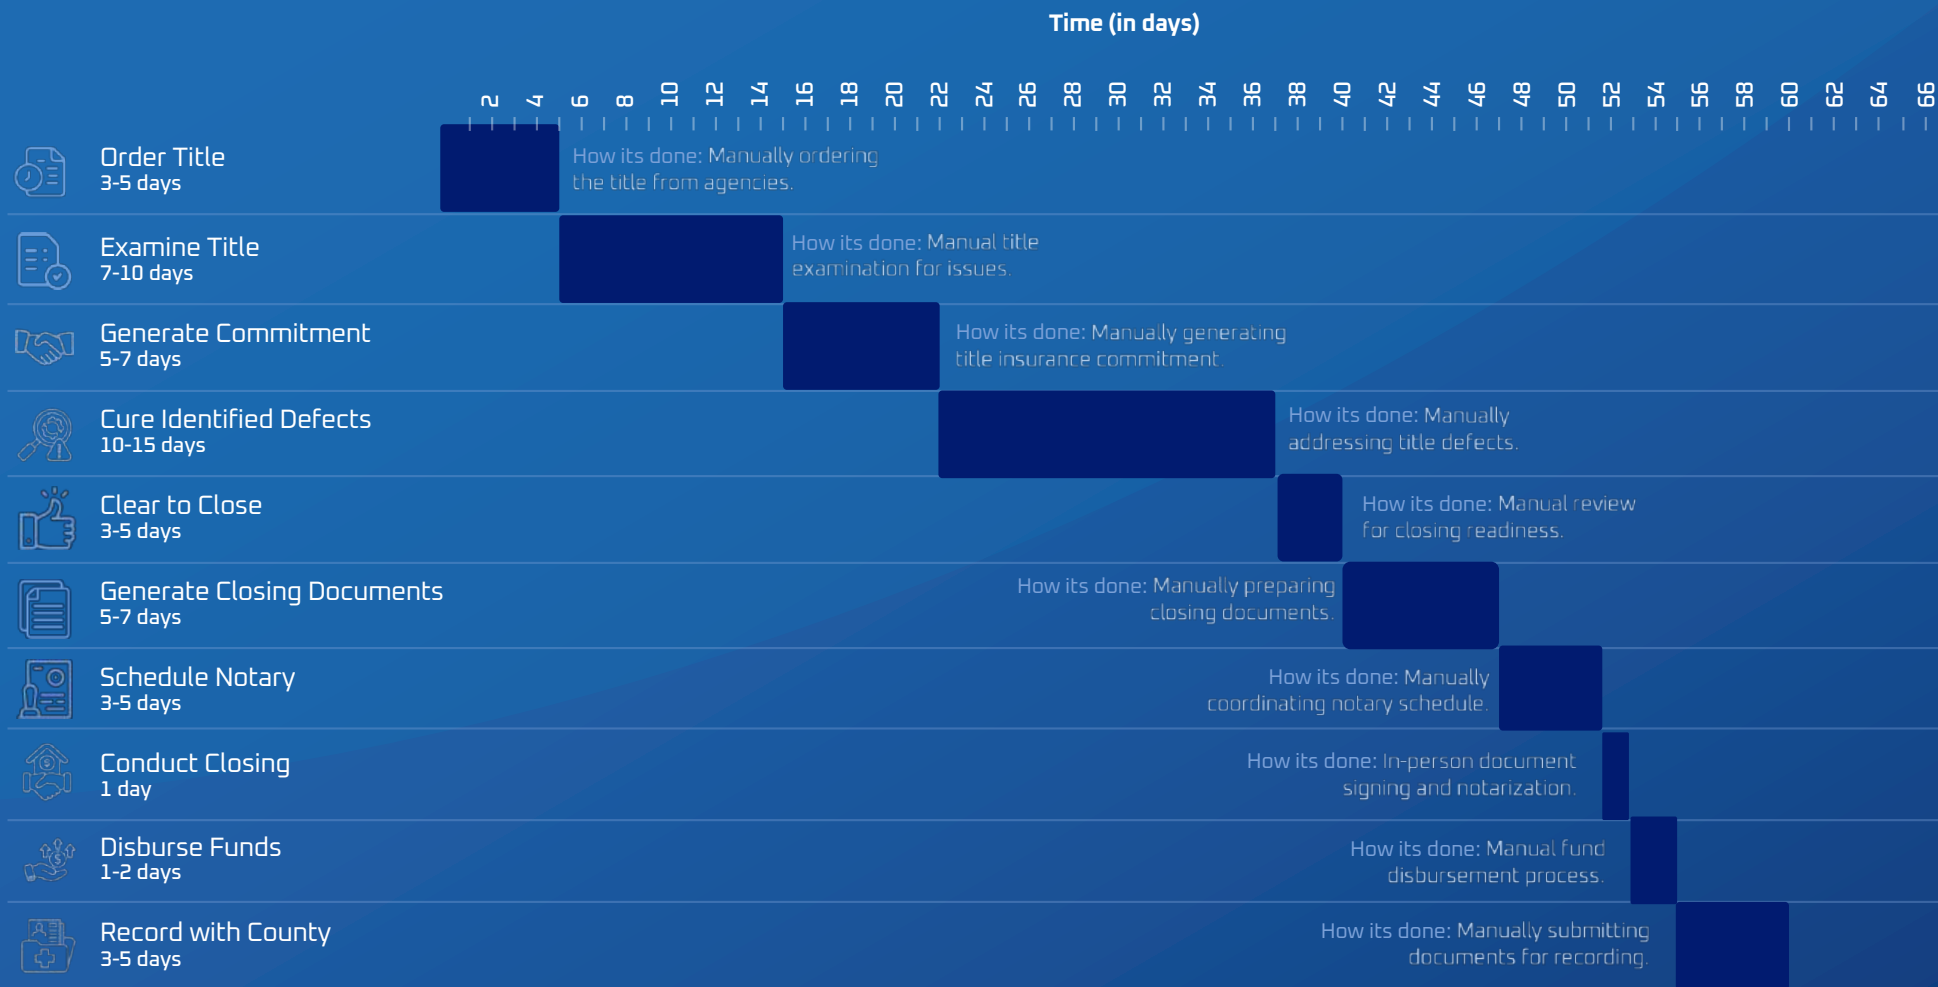 Time (in days)
2 4 6 8 10 12 14 16 18 20 22 24 26 28 30 32 34 36 38 40 42 44 46 48 50 52 54 56 58 60 62 64 66
Order Title
3-5 days
How its done: Manually ordering
the title from agencies.
Examine Title
7-10 days
How its done: Manual title
examination for issues.
Generate Commitment
5-7 days
How its done: Manually generating
title insurance commitment.
Cure Identified Defects
10-15 days
How its done: Manually
addressing title defects.
Clear to Close
3-5 days
How its done: Manual review
for closing readiness.
Generate Closing Documents
5-7 days
How its done: Manually preparing
closing documents.
Schedule Notary
3-5 days
How its done: Manually
coordinating notary schedule.
Conduct Closing
1 day
How its done: In-person document
signing and notarization.
Disburse Funds
1-2 days
How its done: Manual fund
disbursement process.
Record with County
3-5 days
How its done: Manually submitting
documents for recording.